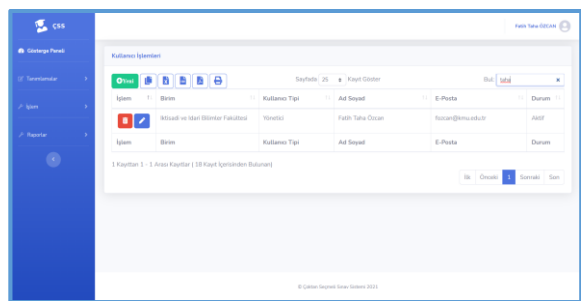 ÇSS
Fatih Taha ÖZCAN
Gösterge Paneli
Kullanıcı İşlemleri
Tanımlamalar
İşlem
Raporlar
Yeni
Sayfada 25 Kayıt Göster
Bul: taha
İşlem Birim Kullanıcı Tipi Ad Soyad E-Posta Durum
İktisadi ve İdari Bilimler Fakültesi Yönetici Fatih Taha Özcan Aktif
İşlem Birim Kullanıcı Tipi Ad Soyad E-Posta Durum
1 Kayıttan 1 - 1 Arası Kayıtlar ( 18 Kayıt İçerisinden Bulunan)
İlk Önceki 1 Sonraki Son
© Çıktan Seçmeli Sınav Sistemi 2021